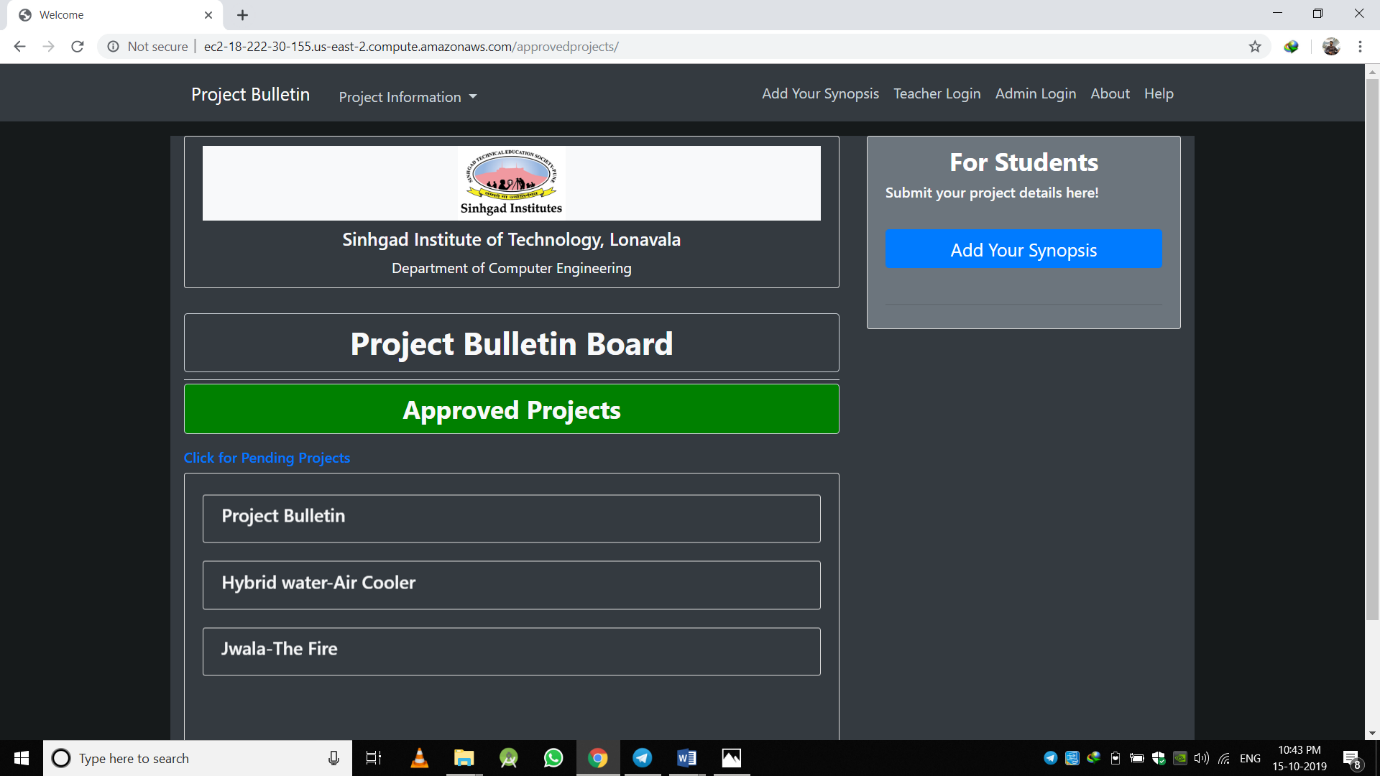 Welcome
Not secure
ec2-18-222-30-155.us-east-2.compute.amazonaws.com/approvedprojects/
Project Bulletin
Project Information
Add Your Synopsis
Teacher Login
Admin Login
About
Help
SINHGAD TECHNICAL EDUCATION SOCIETY-PUNE
Sinhgad Institutes
Sinhgad Institute of Technology, Lonavala
Department of Computer Engineering
For Students
Submit your project details here!
Add Your Synopsis
Project Bulletin Board
Approved Projects
Click for Pending Projects
Project Bulletin
Hybrid water-Air Cooler
Jwala-The Fire
Type here to search
ENG
10:43 PM
15-10-2019
8